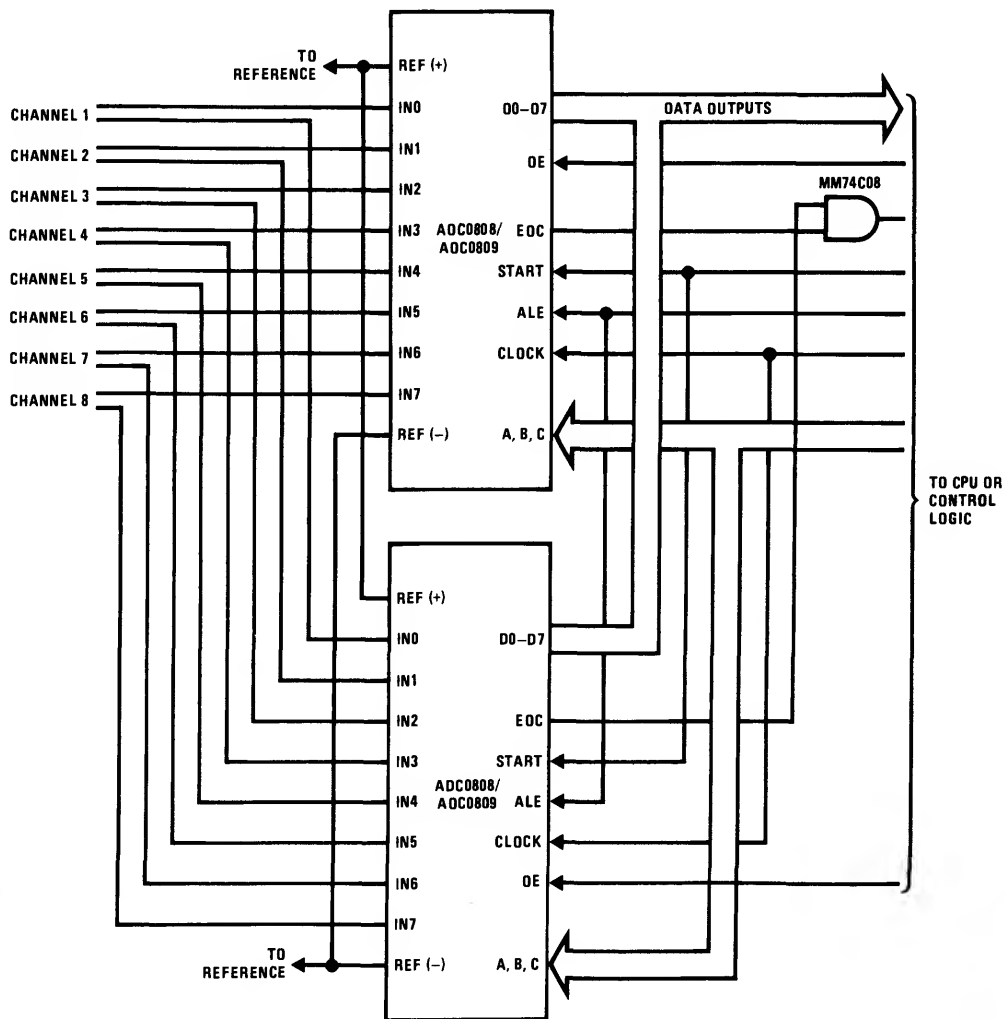 TO
REFERENCE
REF (+)
CHANNEL 1
IN0
D0–D7
DATA OUTPUTS
CHANNEL 2
IN1
OE
CHANNEL 3
IN2
MM74C08
CHANNEL 4
IN3
ADC0808/
AOC0809
EOC
CHANNEL 5
IN4
START
CHANNEL 6
IN5
ALE
CHANNEL 7
IN6
CLOCK
CHANNEL 8
IN7
REF (–)
A, B, C
TO CPU OR
CONTROL
LOGIC
REF (+)
IN0
D0–D7
IN1
IN2
EOC
IN3
START
ADC0808/
AOC0809
IN4
ALE
IN5
CLOCK
IN6
OE
IN7
TO
REFERENCE
REF (–)
A, B, C